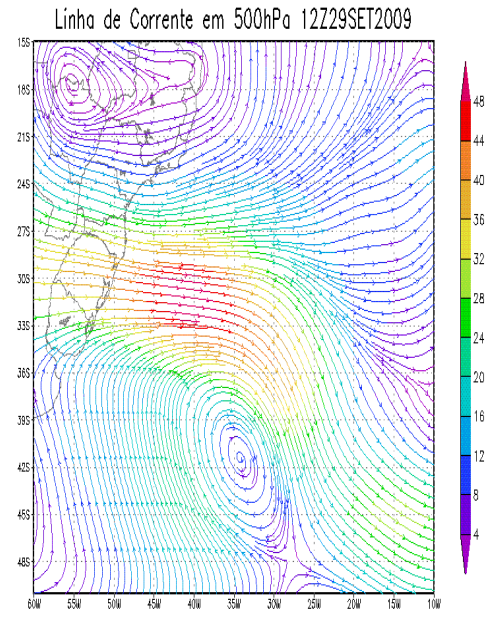 Linha de Corrente em 500hPa 12Z29SET2009
15S
18S
21S
24S
27S
30S
33S
36S
39S
42S
45S
48S
60W 55W 50W 45W 40W 35W 30W 25W 20W 15W 10W
48
44
40
36
32
28
24
20
16
12
8
4